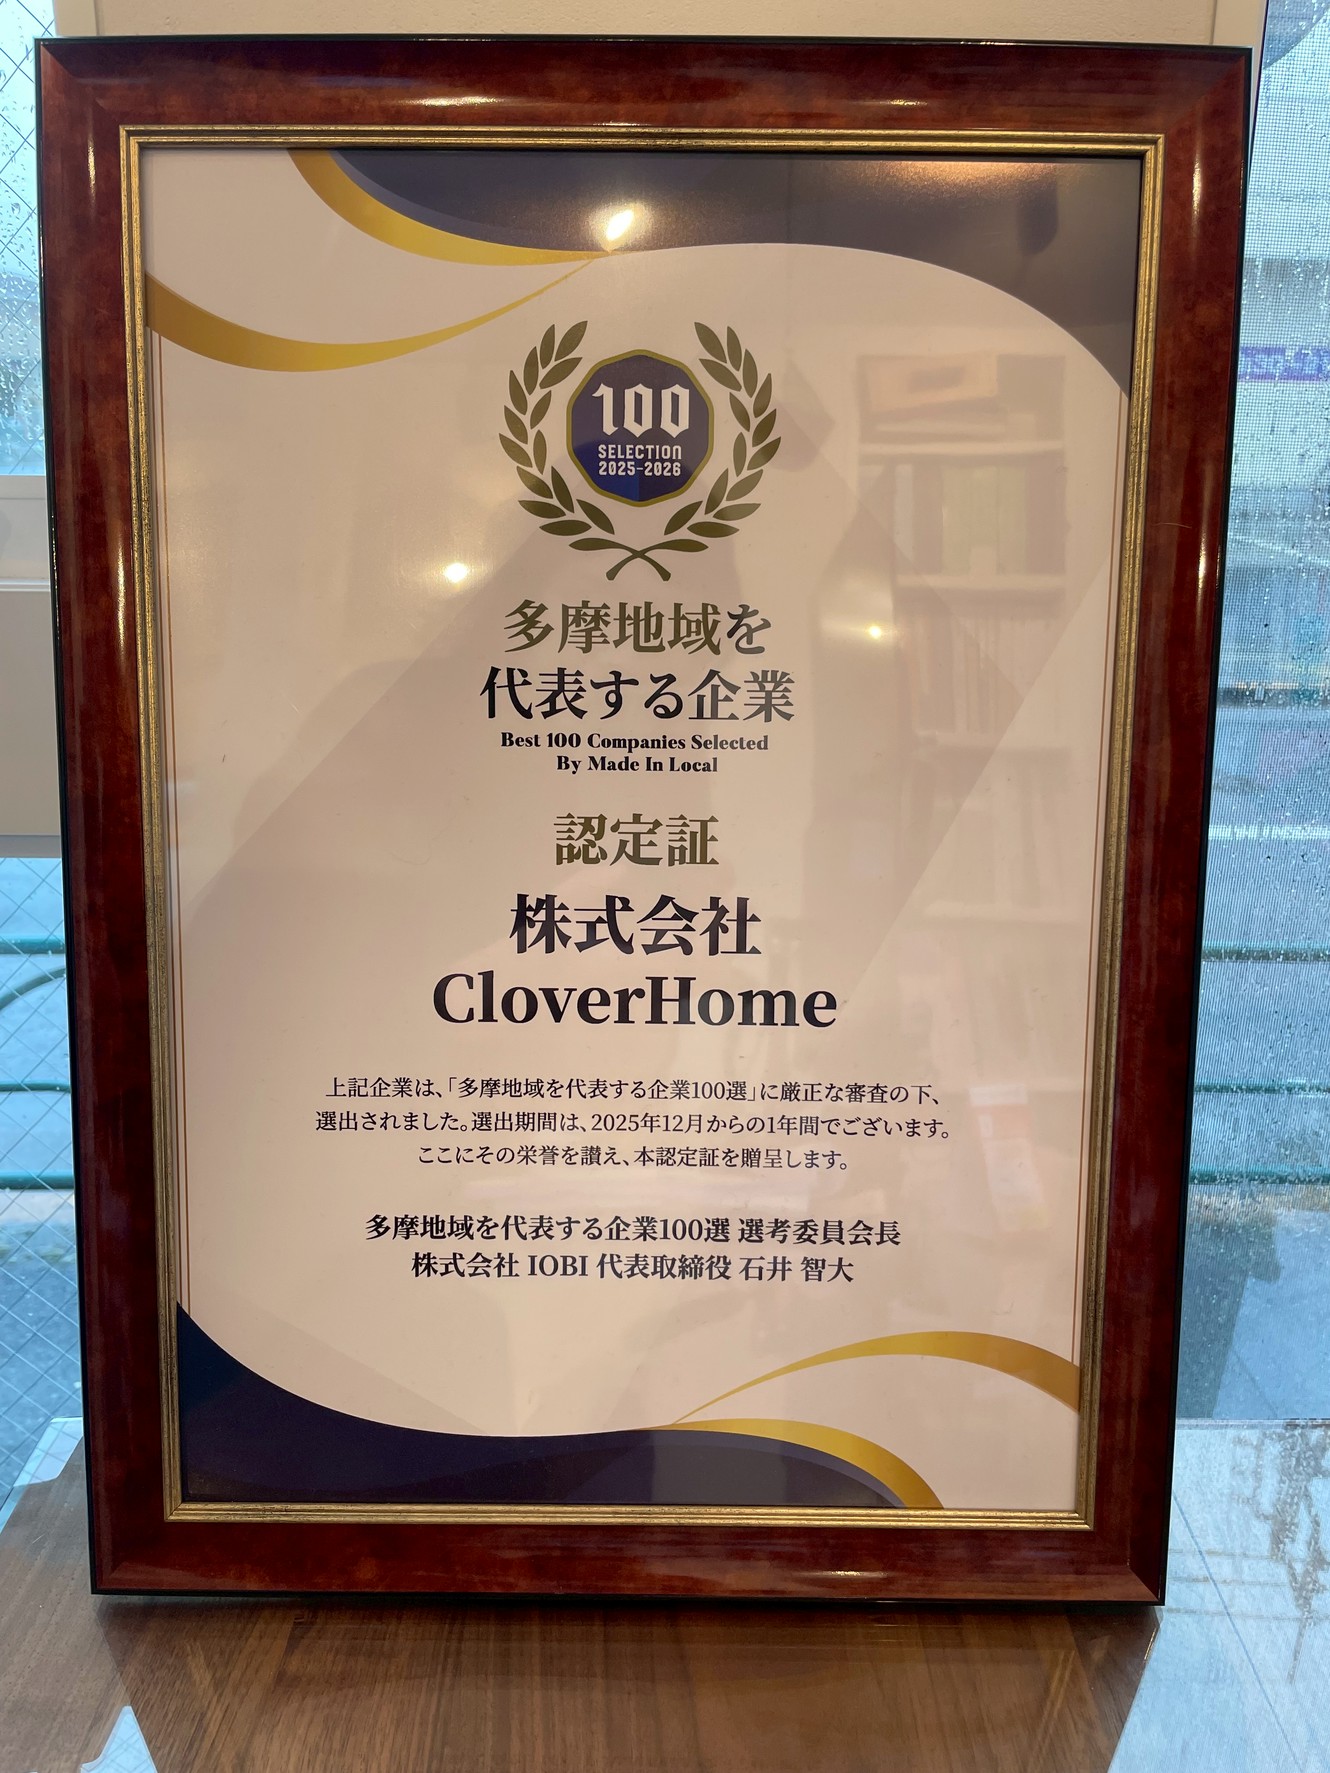 100
SELECTION
2025-2026
多摩地域を
代表する企業
Best 100 Companies Selected
By Made In Local
認定証
株式会社
CloverHome
上記企業は、「多摩地域を代表する企業100選」に厳正な審査の下、
選出されました。選出期間は、2025年12月からの1年間でございます。
ここにその栄誉を讃え、本認定証を贈呈します。
多摩地域を代表する企業100選 選考委員会長
株式会社 IOBI 代表取締役 石井 智大